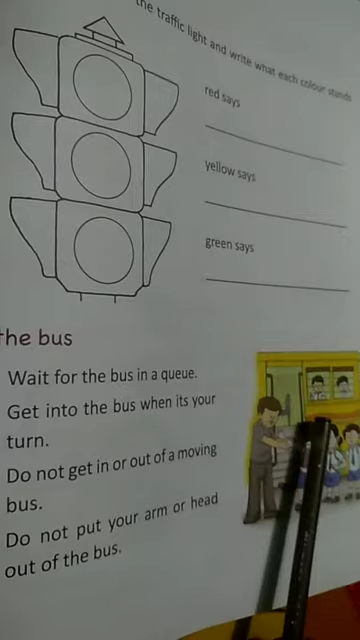 the traffic light and write what each colour stands
red says
yellow says
green says
the bus
Wait for the bus in a queue.
Get into the bus when its your
turn.
Do not get in or out of a moving
bus.
Do not put your arm or head
out of the bus.